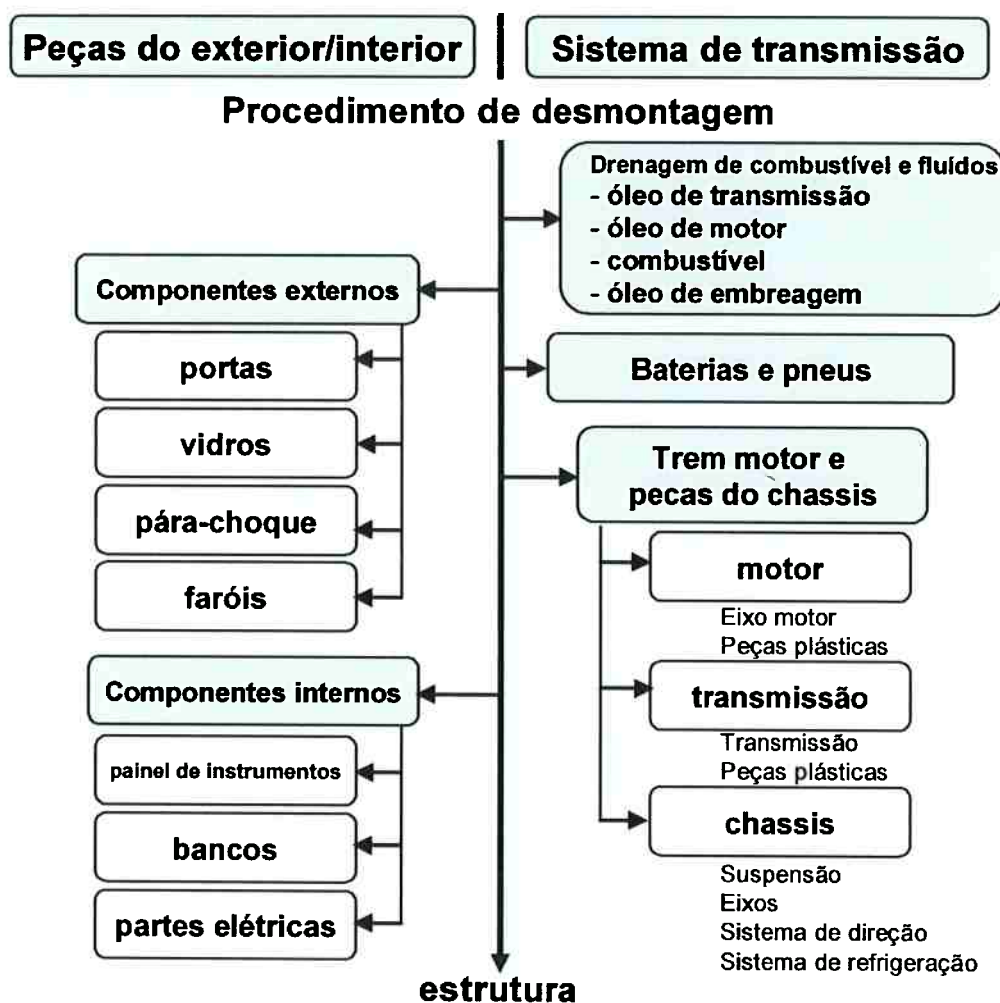 Peças do exterior/interior
Sistema de transmissão
Procedimento de desmontagem
Drenagem de combustível e fluídos
- óleo de transmissão
- óleo de motor
- combustível
- óleo de embreagem
Componentes externos
portas
vidros
pára-choque
faróis
Componentes internos
painel de instrumentos
bancos
partes elétricas
Baterias e pneus
Trem motor e
pecas do chassis
motor
Eixo motor
Peças plásticas
transmissão
Transmissão
Peças plásticas
chassis
Suspensão
Eixos
Sistema de direção
Sistema de refrigeração
estrutura